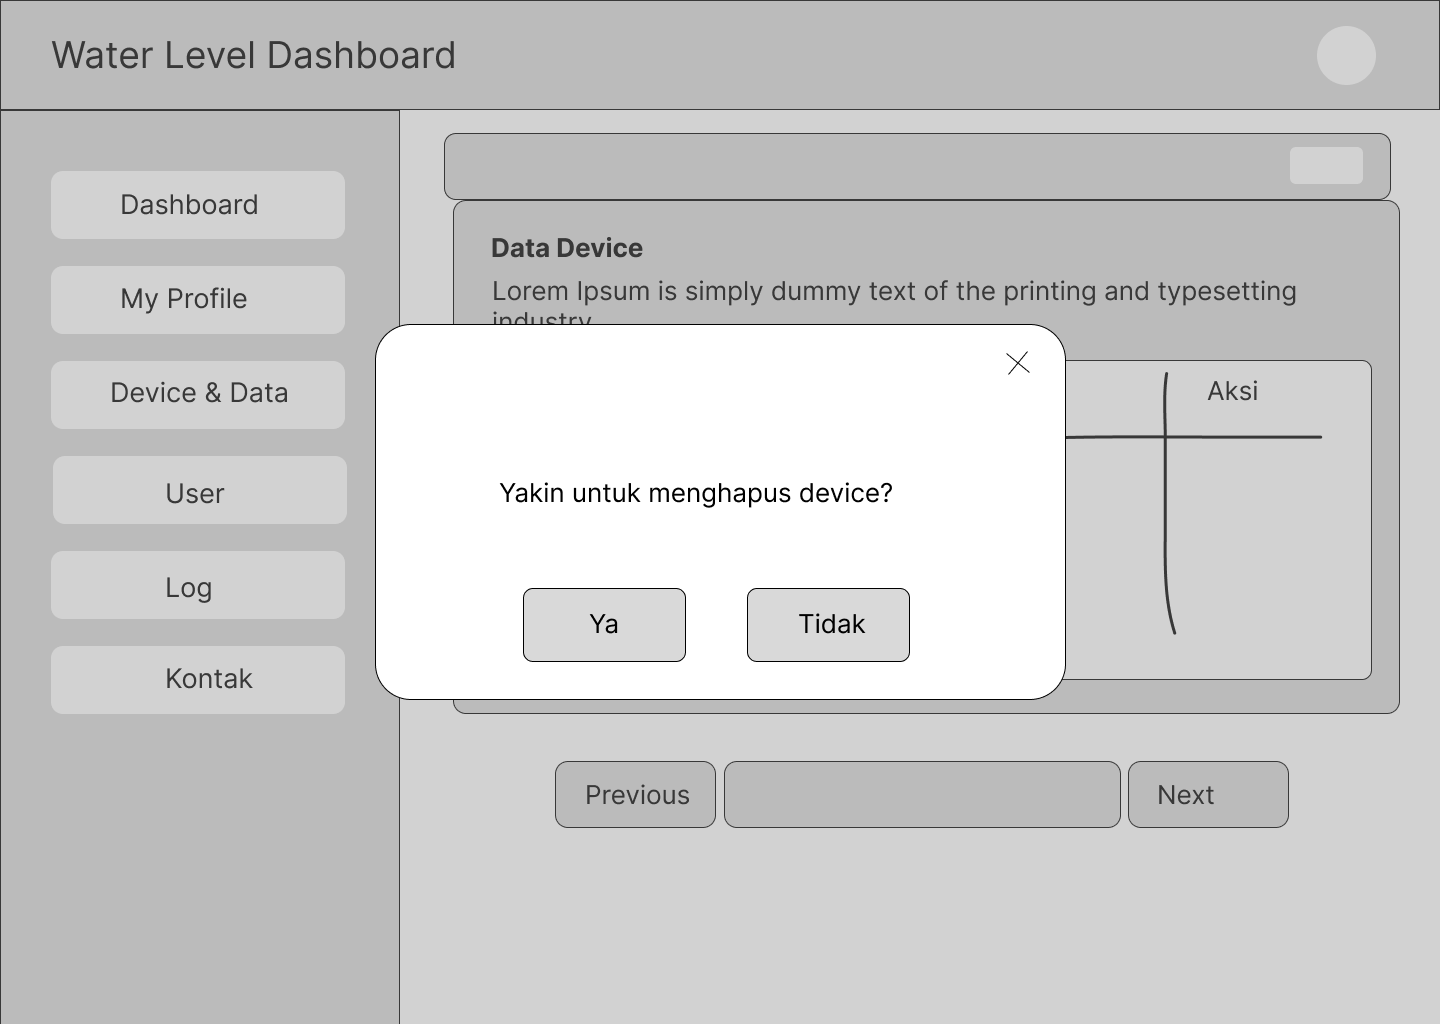 Water Level Dashboard
Dashboard
My Profile
Device & Data
User
Log
Kontak
Data Device
Lorem Ipsum is simply dummy text of the printing and typesetting
industry
Aksi
Yakin untuk menghapus device?
Ya
Tidak
Previous
Next